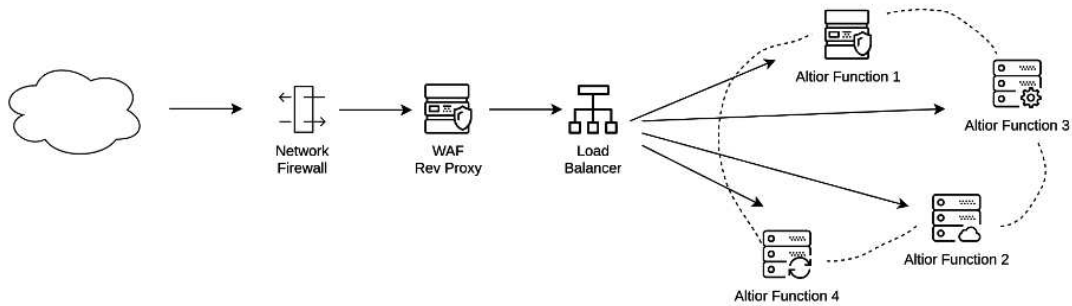 Network
Firewall
WAF
Rev Proxy
Load
Balancer
Altior Function 1
Altior Function 3
Altior Function 2
Altior Function 4